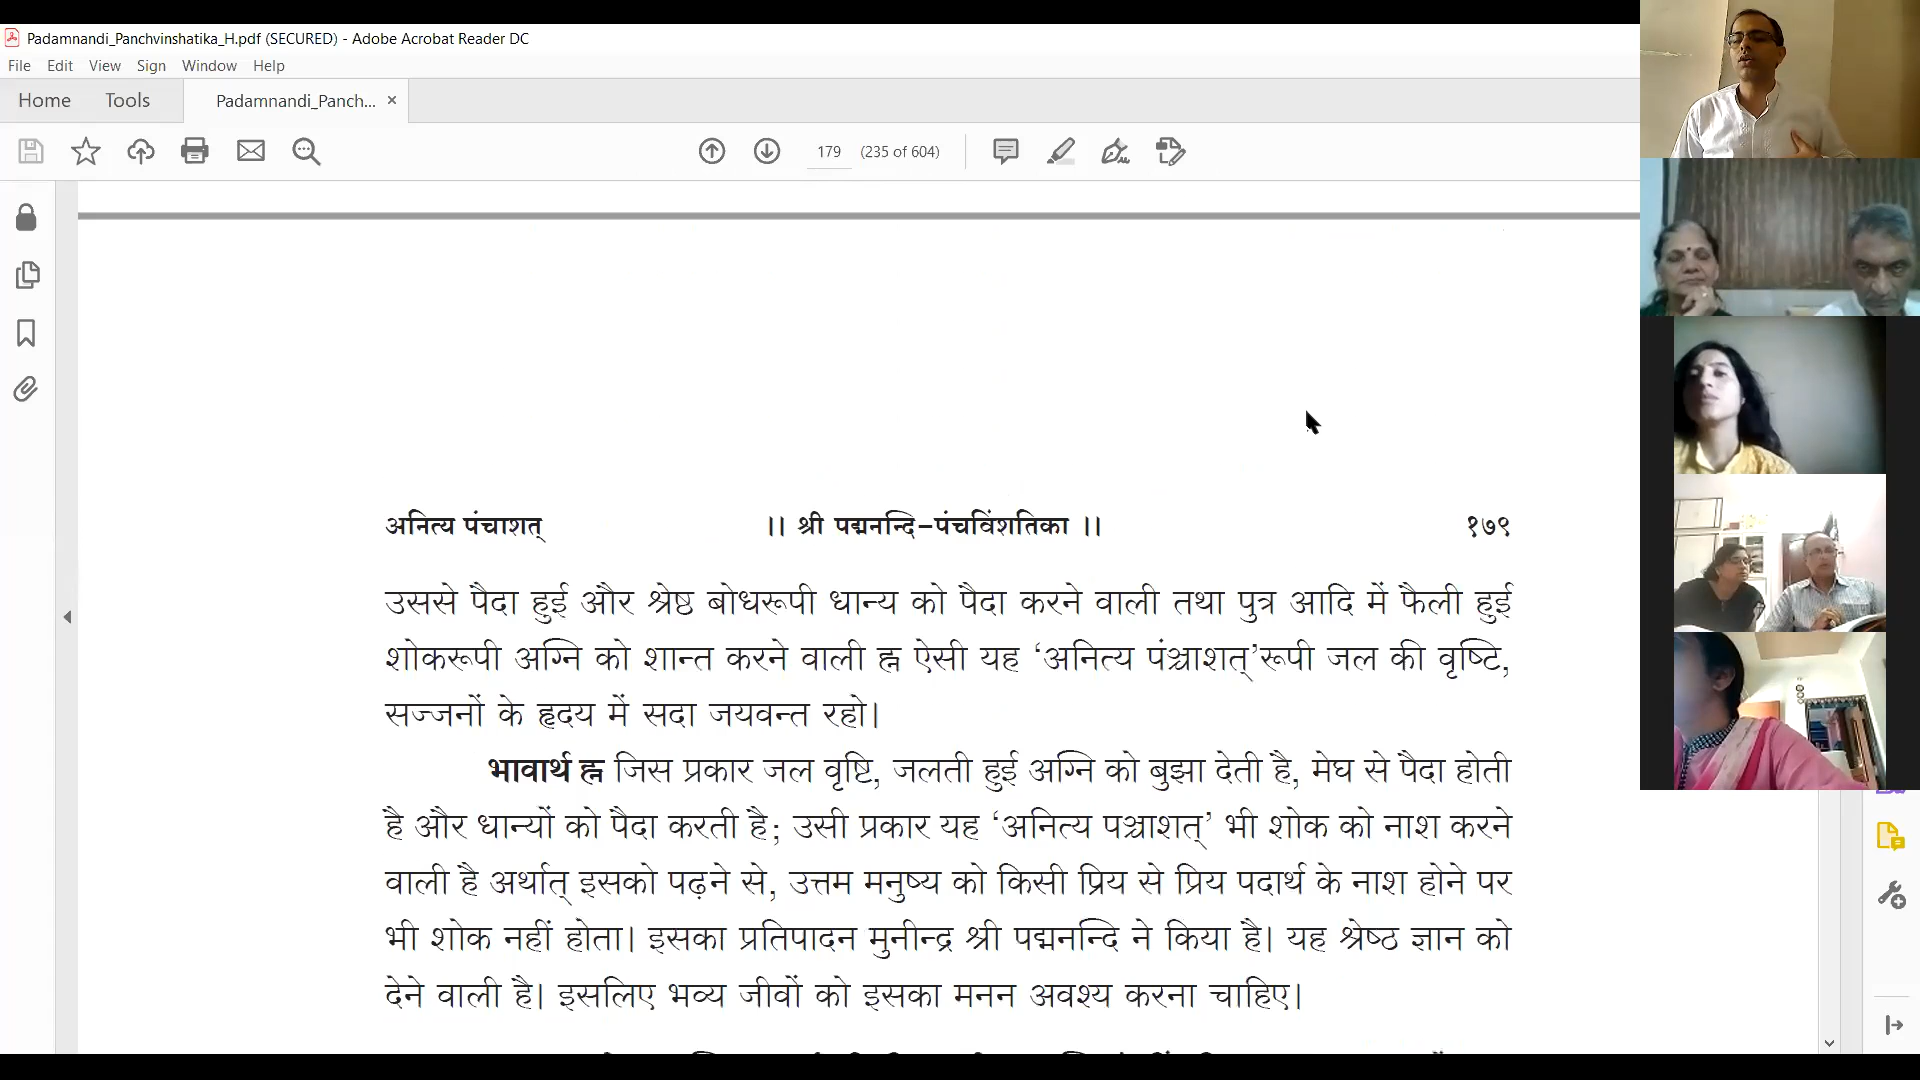 Padamnandi_Panchvinshatika_H.pdf (SECURED) - Adobe Acrobat Reader DC
File Edit View Sign Window Help
Home Tools Padamnandi_Panch... ×
179 (235 of 604)
अनित्य पंचाशत् ।। श्री पद्मनन्दि-पंचविंशतिका ।। १७९
उससे पैदा हुई और श्रेष्ठ बोधरूपी धान्य को पैदा करने वाली तथा पुत्र आदि में फैली हुई
शोकरूपी अग्नि को शान्त करने वाली ह्न ऐसी यह ‘अनित्य पंञ्चाशत्’रूपी जल की वृष्टि,
सज्जनों के हृदय में सदा जयवन्त रहो।
भावार्थ ह्न जिस प्रकार जल वृष्टि, जलती हुई अग्नि को बुझा देती है, मेघ से पैदा होती
है और धान्यों को पैदा करती है; उसी प्रकार यह ‘अनित्य पञ्चाशत्’ भी शोक को नाश करने
वाली है अर्थात् इसको पढ़ने से, उत्तम मनुष्य को किसी प्रिय से प्रिय पदार्थ के नाश होने पर
भी शोक नहीं होता। इसका प्रतिपादन मुनीन्द्र श्री पद्मनन्दि ने किया है। यह श्रेष्ठ ज्ञान को
देने वाली है। इसलिए भव्य जीवों को इसका मनन अवश्य करना चाहिए।